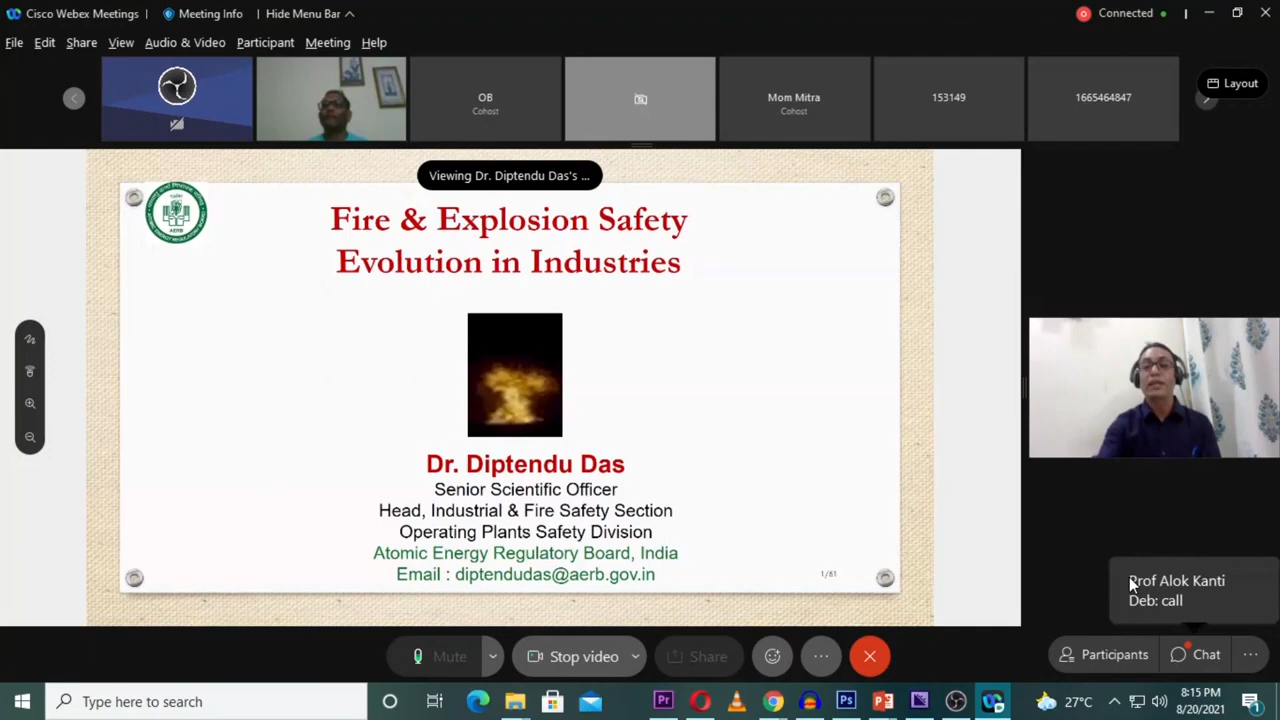 Cisco Webex Meetings
Meeting Info
Hide Menu Bar
Connected
File Edit Share View Audio & Video Participant Meeting Help
OB
Cohost
Mom Mitra
Cohost
153149
1665464847
Layout
Viewing Dr. Diptendu Das's ...
AERB
Fire & Explosion Safety
Evolution in Industries
Dr. Diptendu Das
Senior Scientific Officer
Head, Industrial & Fire Safety Section
Operating Plants Safety Division
Atomic Energy Regulatory Board, India
Email : diptendudas@aerb.gov.in
1/61
Prof Alok Kanti
Deb: call
Mute
Stop video
Share
Participants
Chat
Type here to search
27°C
8:15 PM
8/20/2021
1